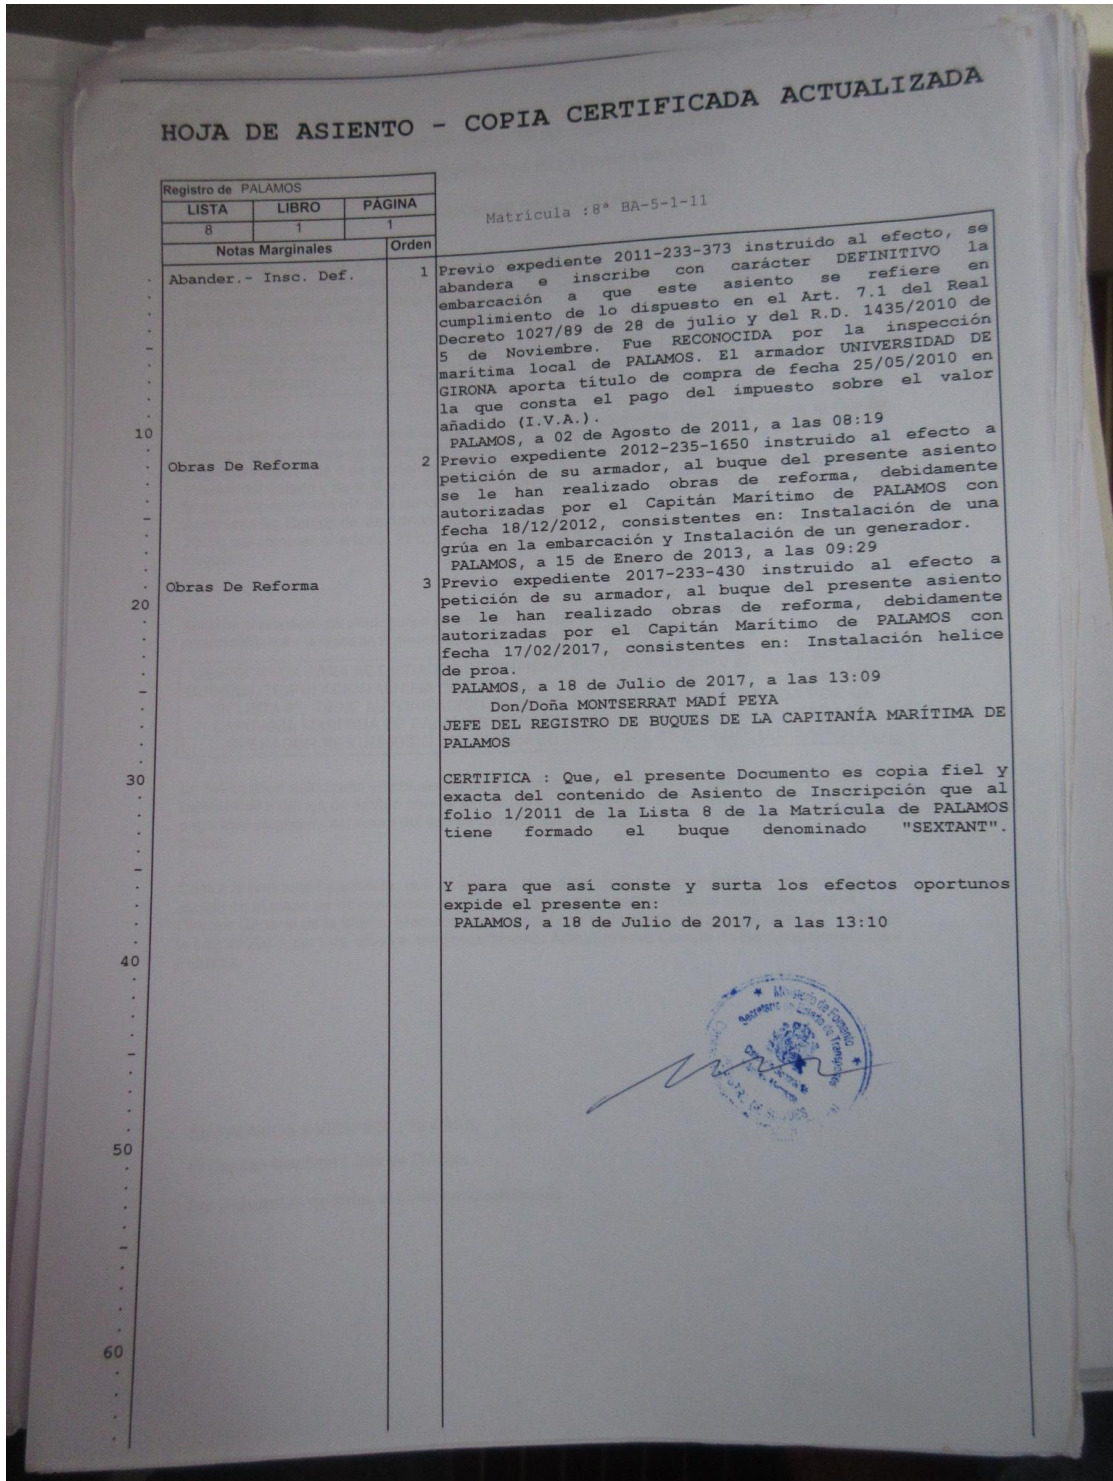 HOJA DE ASIENTO - COPIA CERTIFICADA ACTUALIZADA
Registro de PALAMOS
LISTA LIBRO PÁGINA
8 1 1
Matrícula :8ª BA-5-1-11
Notas Marginales Orden
Abander.- Insc. Def. 1 Previo expediente 2011-233-373 instruido al efecto, se
abandera e inscribe con carácter DEFINITIVO la
embarcación a que este asiento se refiere en
cumplimiento de lo dispuesto en el Art. 7.1 del Real
Decreto 1027/89 de 28 de julio y del R.D. 1435/2010 de
5 de Noviembre. Fue RECONOCIDA por la inspección
marítima local de PALAMOS. El armador UNIVERSIDAD DE
GIRONA aporta título de compra de fecha 25/05/2010 en
la que consta el pago del impuesto sobre el valor
añadido (I.V.A.).
10 PALAMOS, a 02 de Agosto de 2011, a las 08:19
Obras De Reforma 2 Previo expediente 2012-235-1650 instruido al efecto a
petición de su armador, al buque del presente asiento
se le han realizado obras de reforma, debidamente
autorizadas por el Capitán Marítimo de PALAMOS con
fecha 18/12/2012, consistentes en: Instalación de una
grúa en la embarcación y Instalación de un generador.
PALAMOS, a 15 de Enero de 2013, a las 09:29
Obras De Reforma 3 Previo expediente 2017-233-430 instruido al efecto a
20 petición de su armador, al buque del presente asiento
se le han realizado obras de reforma, debidamente
autorizadas por el Capitán Marítimo de PALAMOS con
fecha 17/02/2017, consistentes en: Instalación helice
de proa.
PALAMOS, a 18 de Julio de 2017, a las 13:09
Don/Doña MONTSERRAT MADÍ PEYA
JEFE DEL REGISTRO DE BUQUES DE LA CAPITANÍA MARÍTIMA DE
PALAMOS
30 CERTIFICA : Que, el presente Documento es copia fiel y
exacta del contenido de Asiento de Inscripción que al
folio 1/2011 de la Lista 8 de la Matrícula de PALAMOS
tiene formado el buque denominado "SEXTANT".
Y para que así conste y surta los efectos oportunos
expide el presente en:
PALAMOS, a 18 de Julio de 2017, a las 13:10
40
Ministerio de Fomento
Secretaría de Estado de Transportes
50
60